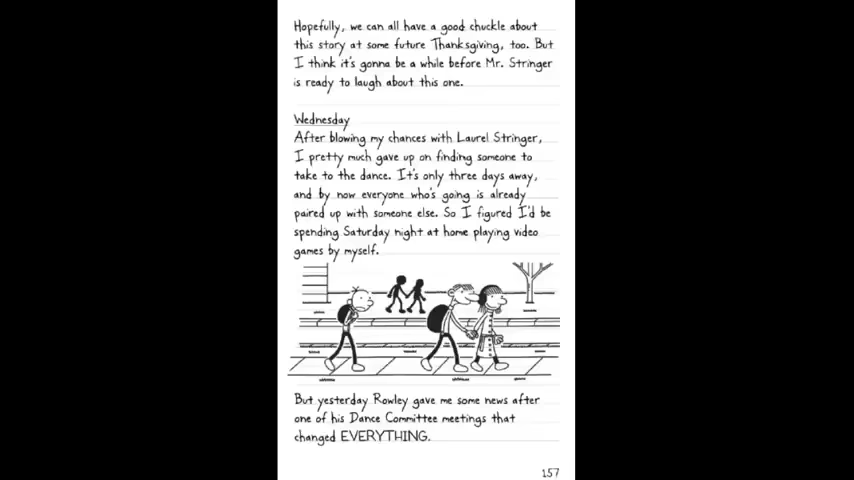 Hopefully, we can all have a good chuckle about
this story at some future Thanksgiving, too. But
I think it's gonna be a while before Mr. Stringer
is ready to laugh about this one.
Wednesday
After blowing my chances with Laurel Stringer,
I pretty much gave up on finding someone to
take to the dance. It's only three days away,
and by now everyone who's going is already
paired up with someone else. So I figured I'd be
spending Saturday night at home playing video
games by myself.
But yesterday Rowley gave me some news after
one of his Dance Committee meetings that
changed EVERYTHING.
157